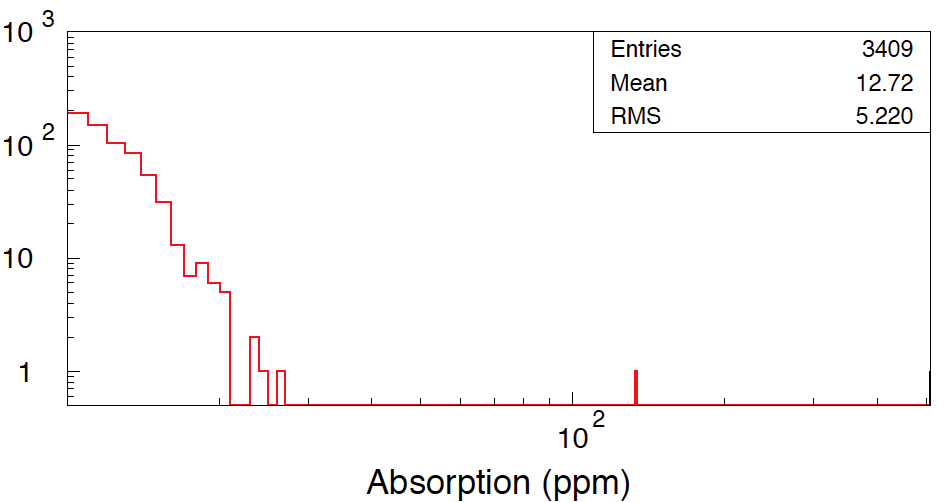 10 3
Entries 3409
Mean 12.72
RMS 5.220
10 2
10
1
10 2
Absorption (ppm)